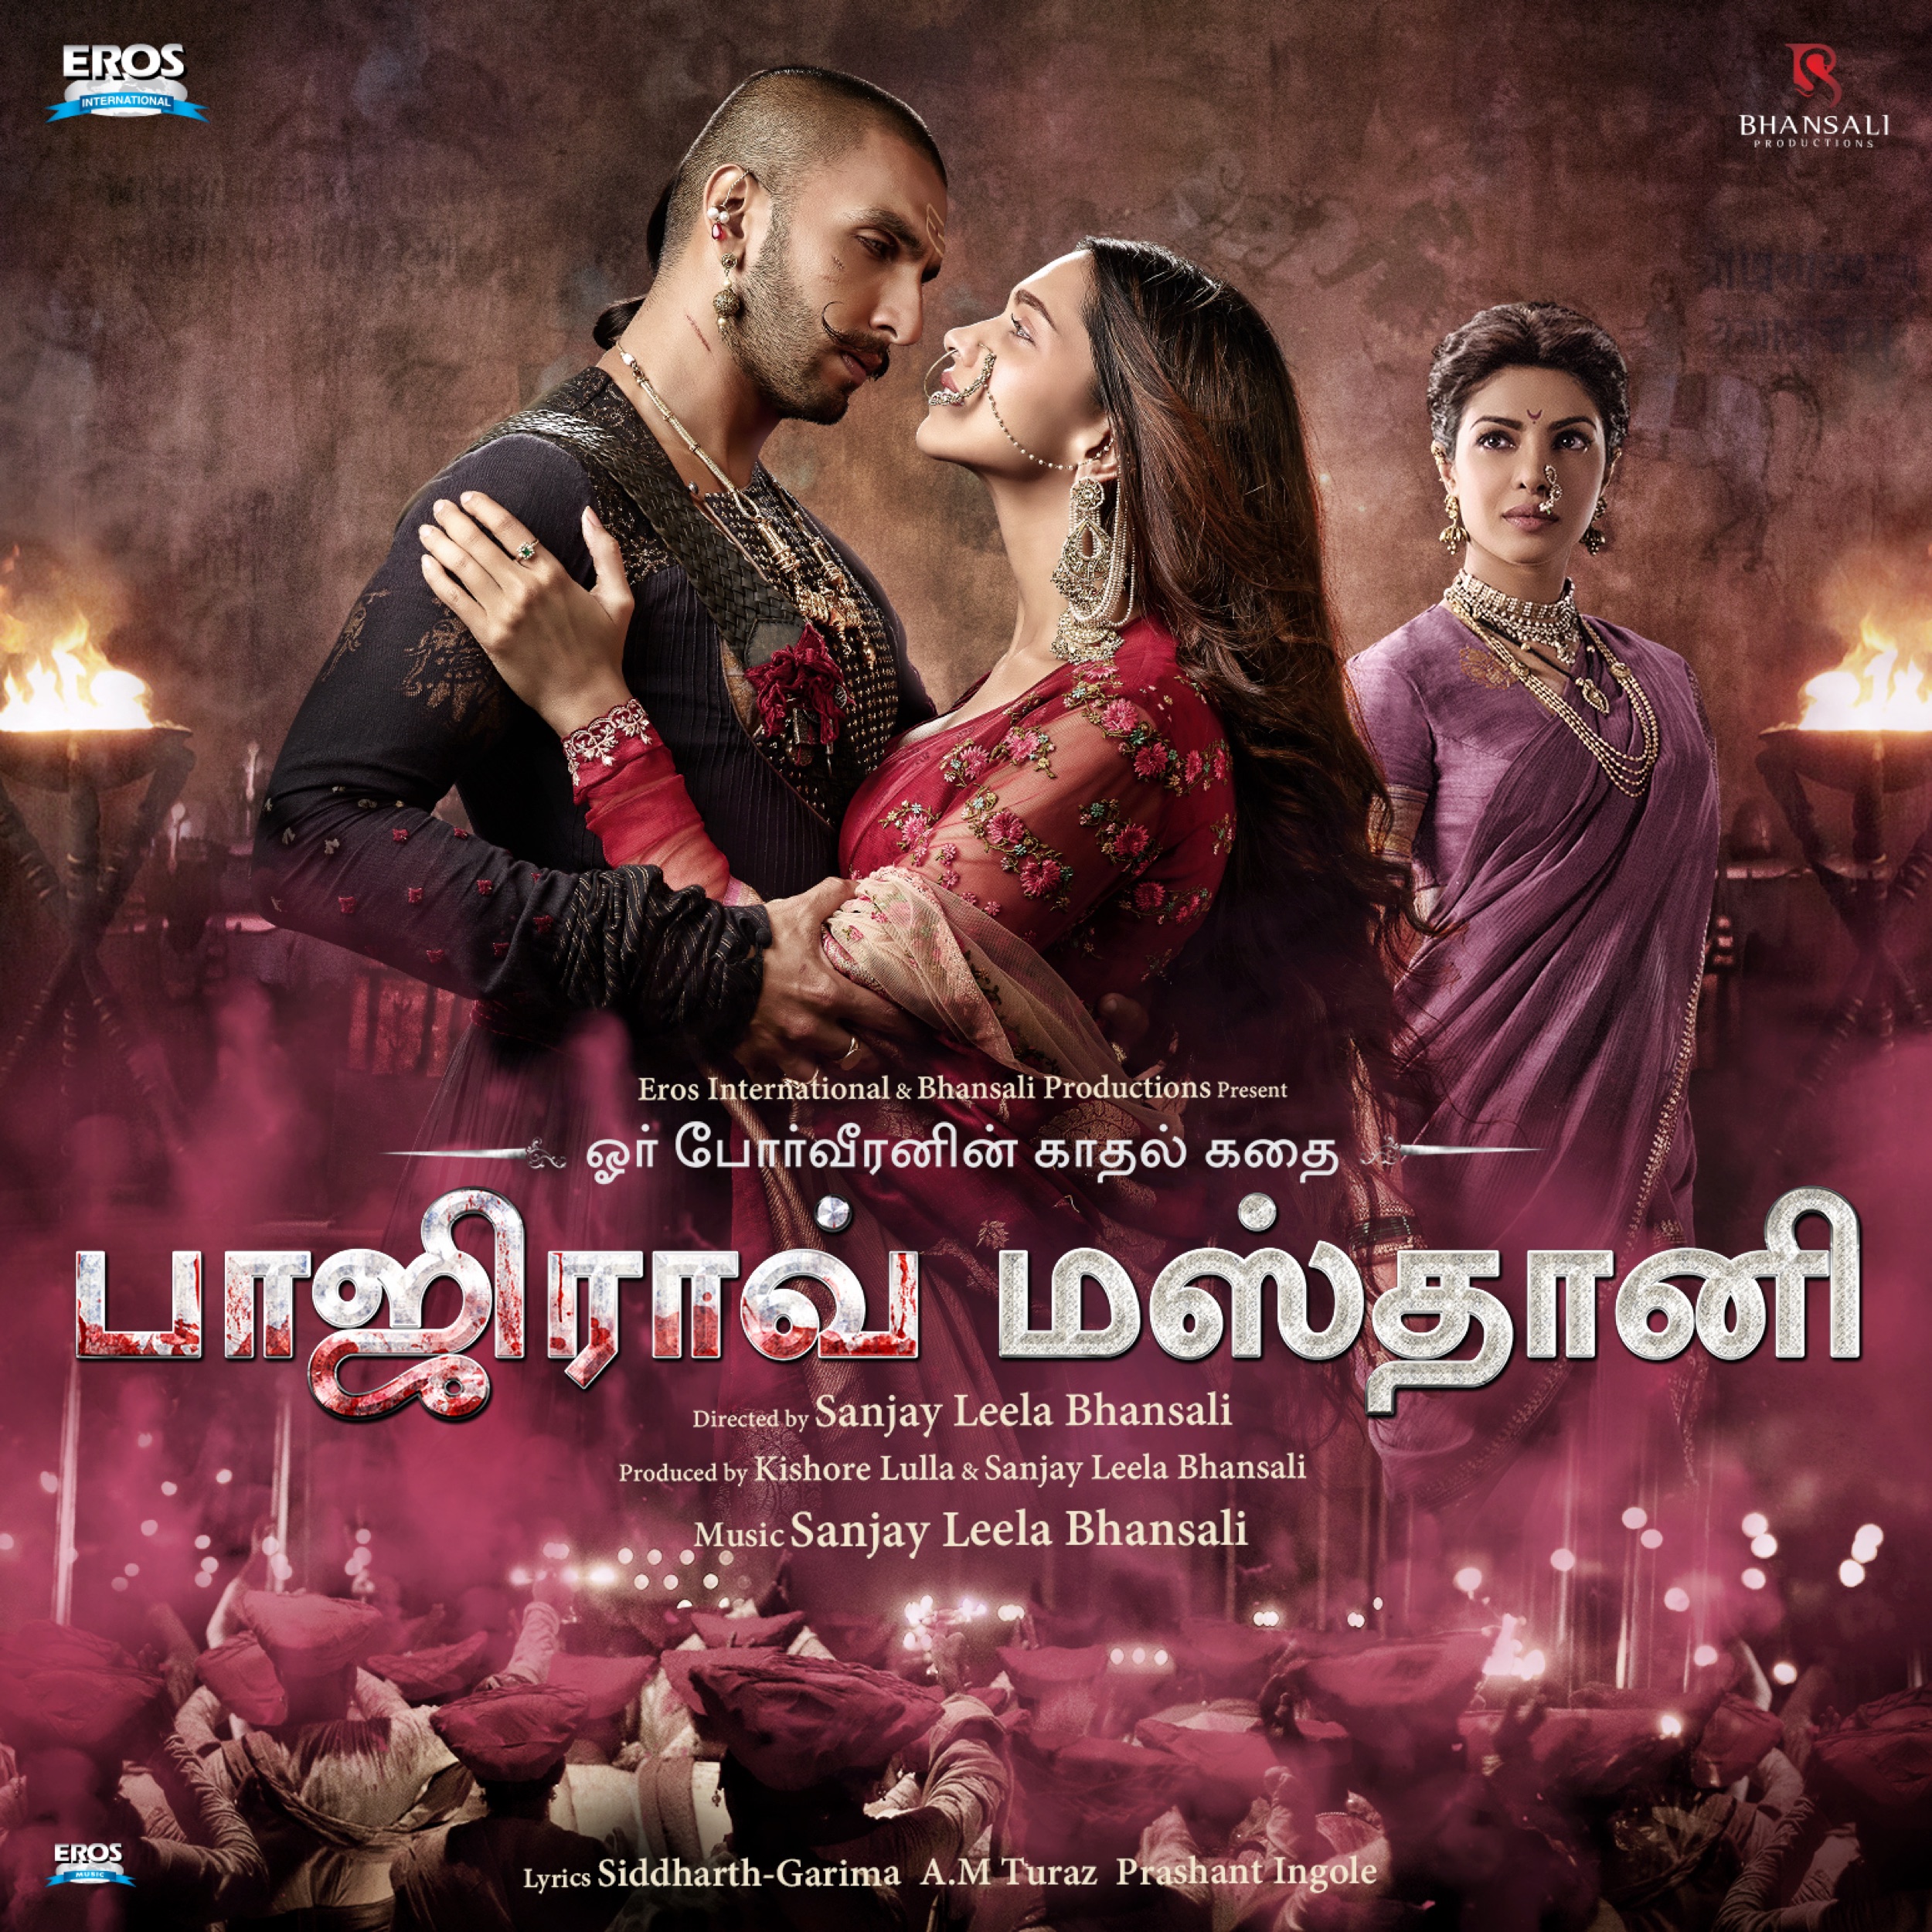 EROS
INTERNATIONAL
BHANSALI
PRODUCTIONS
Eros International & Bhansali Productions Present
ஓர் போர்வீரனின் காதல் கதை
பாஜிராவ் மஸ்தானி
Directed by Sanjay Leela Bhansali
Produced by Kishore Lulla & Sanjay Leela Bhansali
Music Sanjay Leela Bhansali
EROS
MUSIC
Lyrics Siddharth-Garima A.M Turaz Prashant Ingole